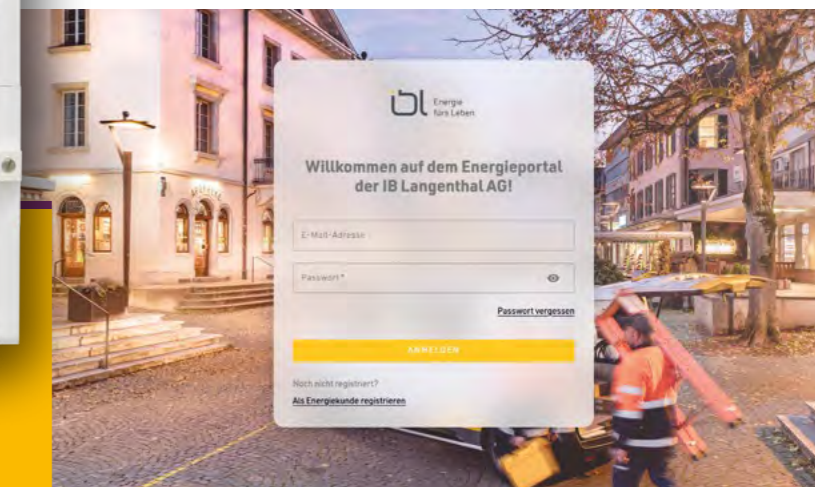 ibl
Energie
fürs Leben
Willkommen auf dem Energieportal
der IB Langenthal AG!
E-Mail-Adresse
Passwort*
Passwort vergessen
ANMELDEN
Noch nicht registriert?
Als Energiekunde registrieren